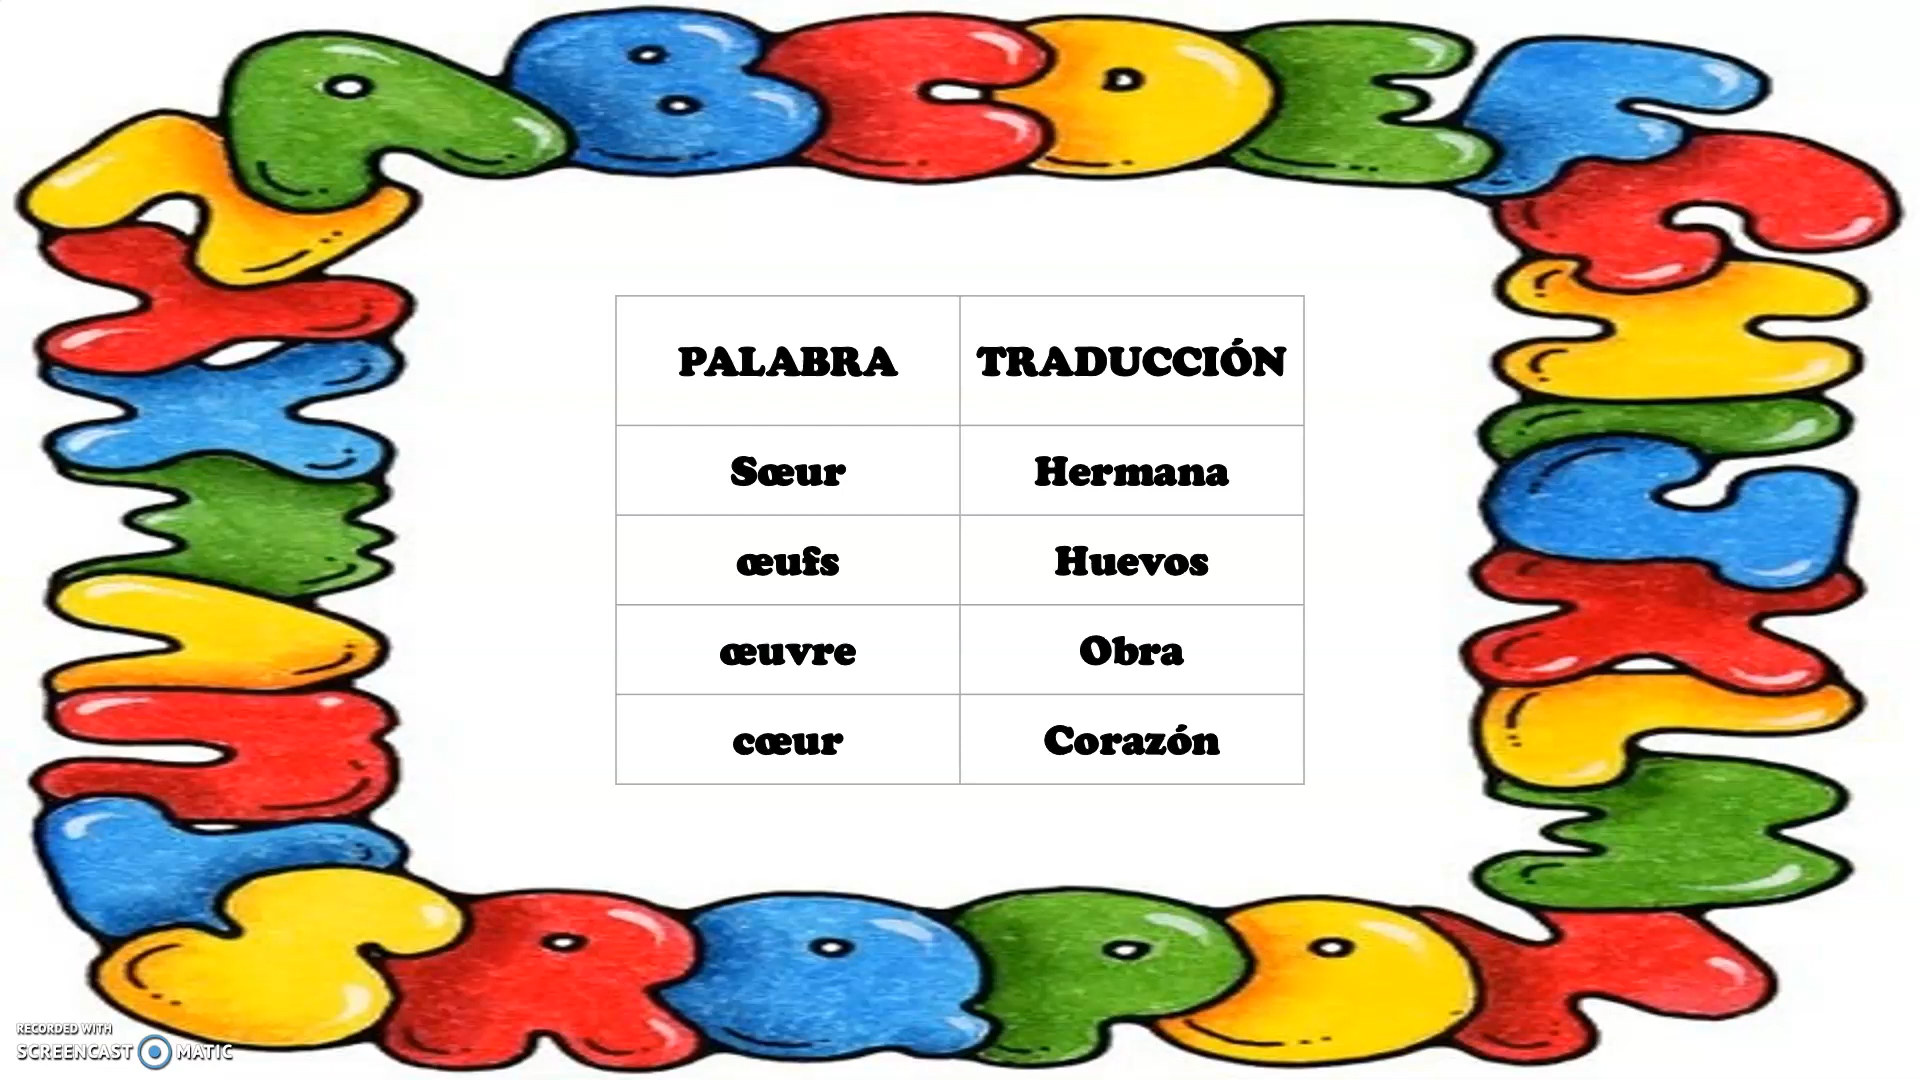 A B C D E F G H I J K L M N O P Q R S T U V W X Y Z
PALABRA TRADUCCIÓN
Sœur Hermana
œufs Huevos
œuvre Obra
cœur Corazón
RECORDED WITH
SCREENCAST MATIC